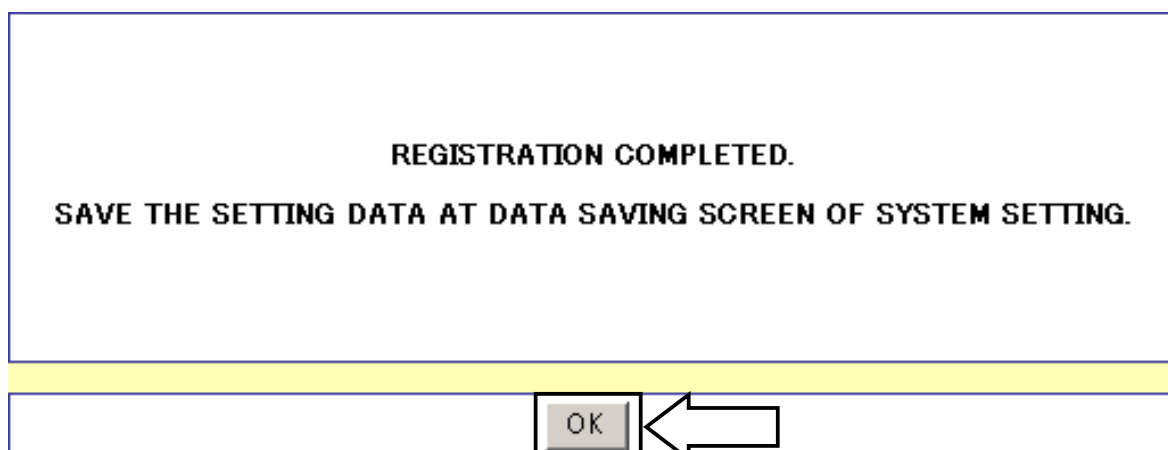 REGISTRATION COMPLETED.
SAVE THE SETTING DATA AT DATA SAVING SCREEN OF SYSTEM SETTING.
OK